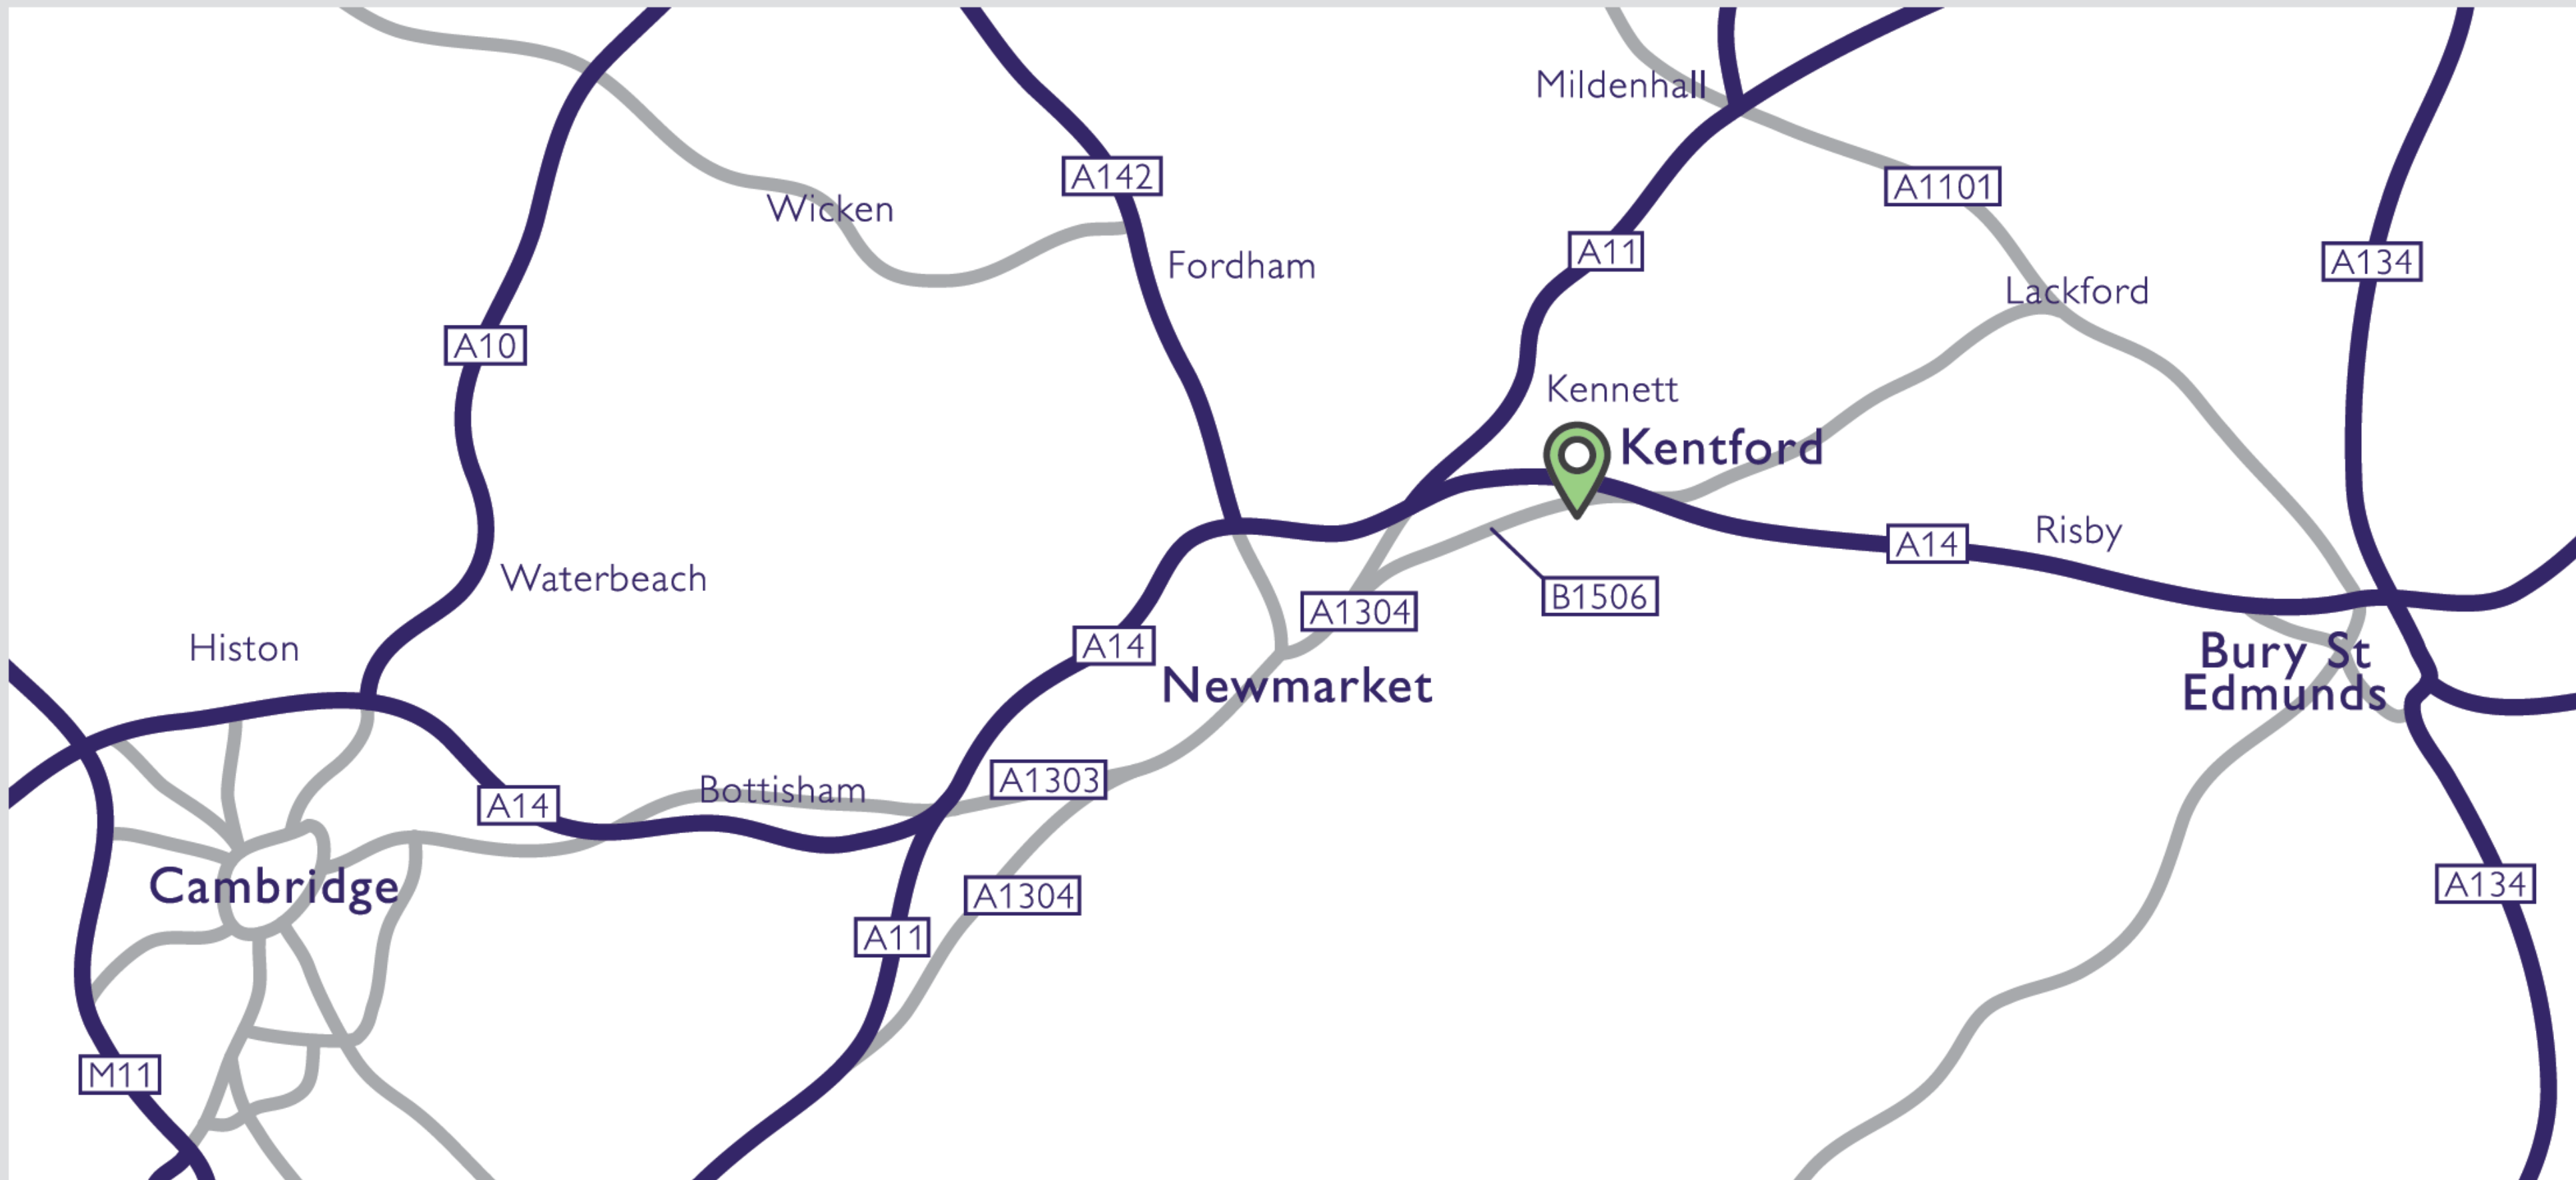 Mildenhall
A142
A1101
Wicken
A11
A134
Fordham
Lackford
A10
Kennett
Kentford
Risby
A14
Waterbeach
B1506
A1304
Histon
A14
Newmarket
Bury St
Edmunds
A1303
Bottisham
A14
Cambridge
A1304
A134
A11
M11